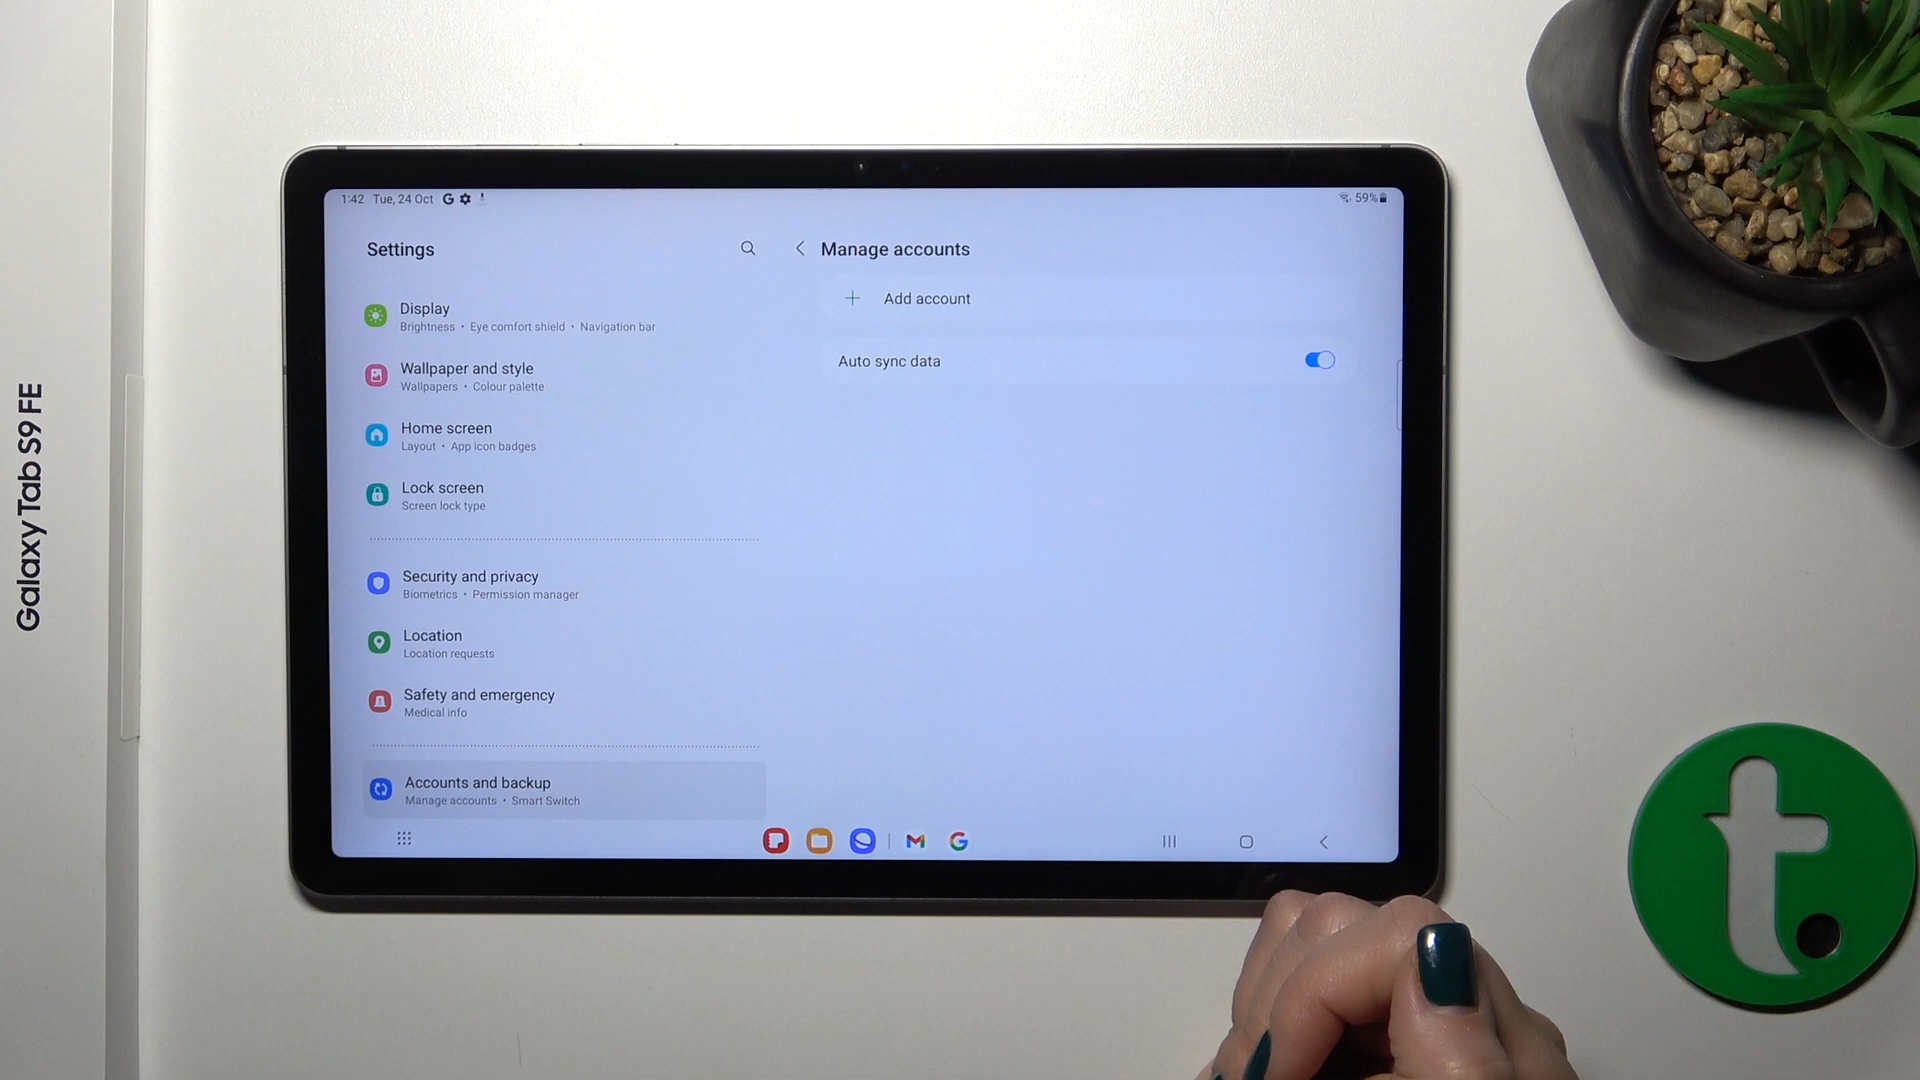 Galaxy Tab S9 FE
1:42 Tue, 24 Oct
59%
Settings
Display
Brightness • Eye comfort shield • Navigation bar
Wallpaper and style
Wallpapers • Colour palette
Home screen
Layout • App icon badges
Lock screen
Screen lock type
Security and privacy
Biometrics • Permission manager
Location
Location requests
Safety and emergency
Medical info
Accounts and backup
Manage accounts • Smart Switch
Manage accounts
Add account
Auto sync data
t